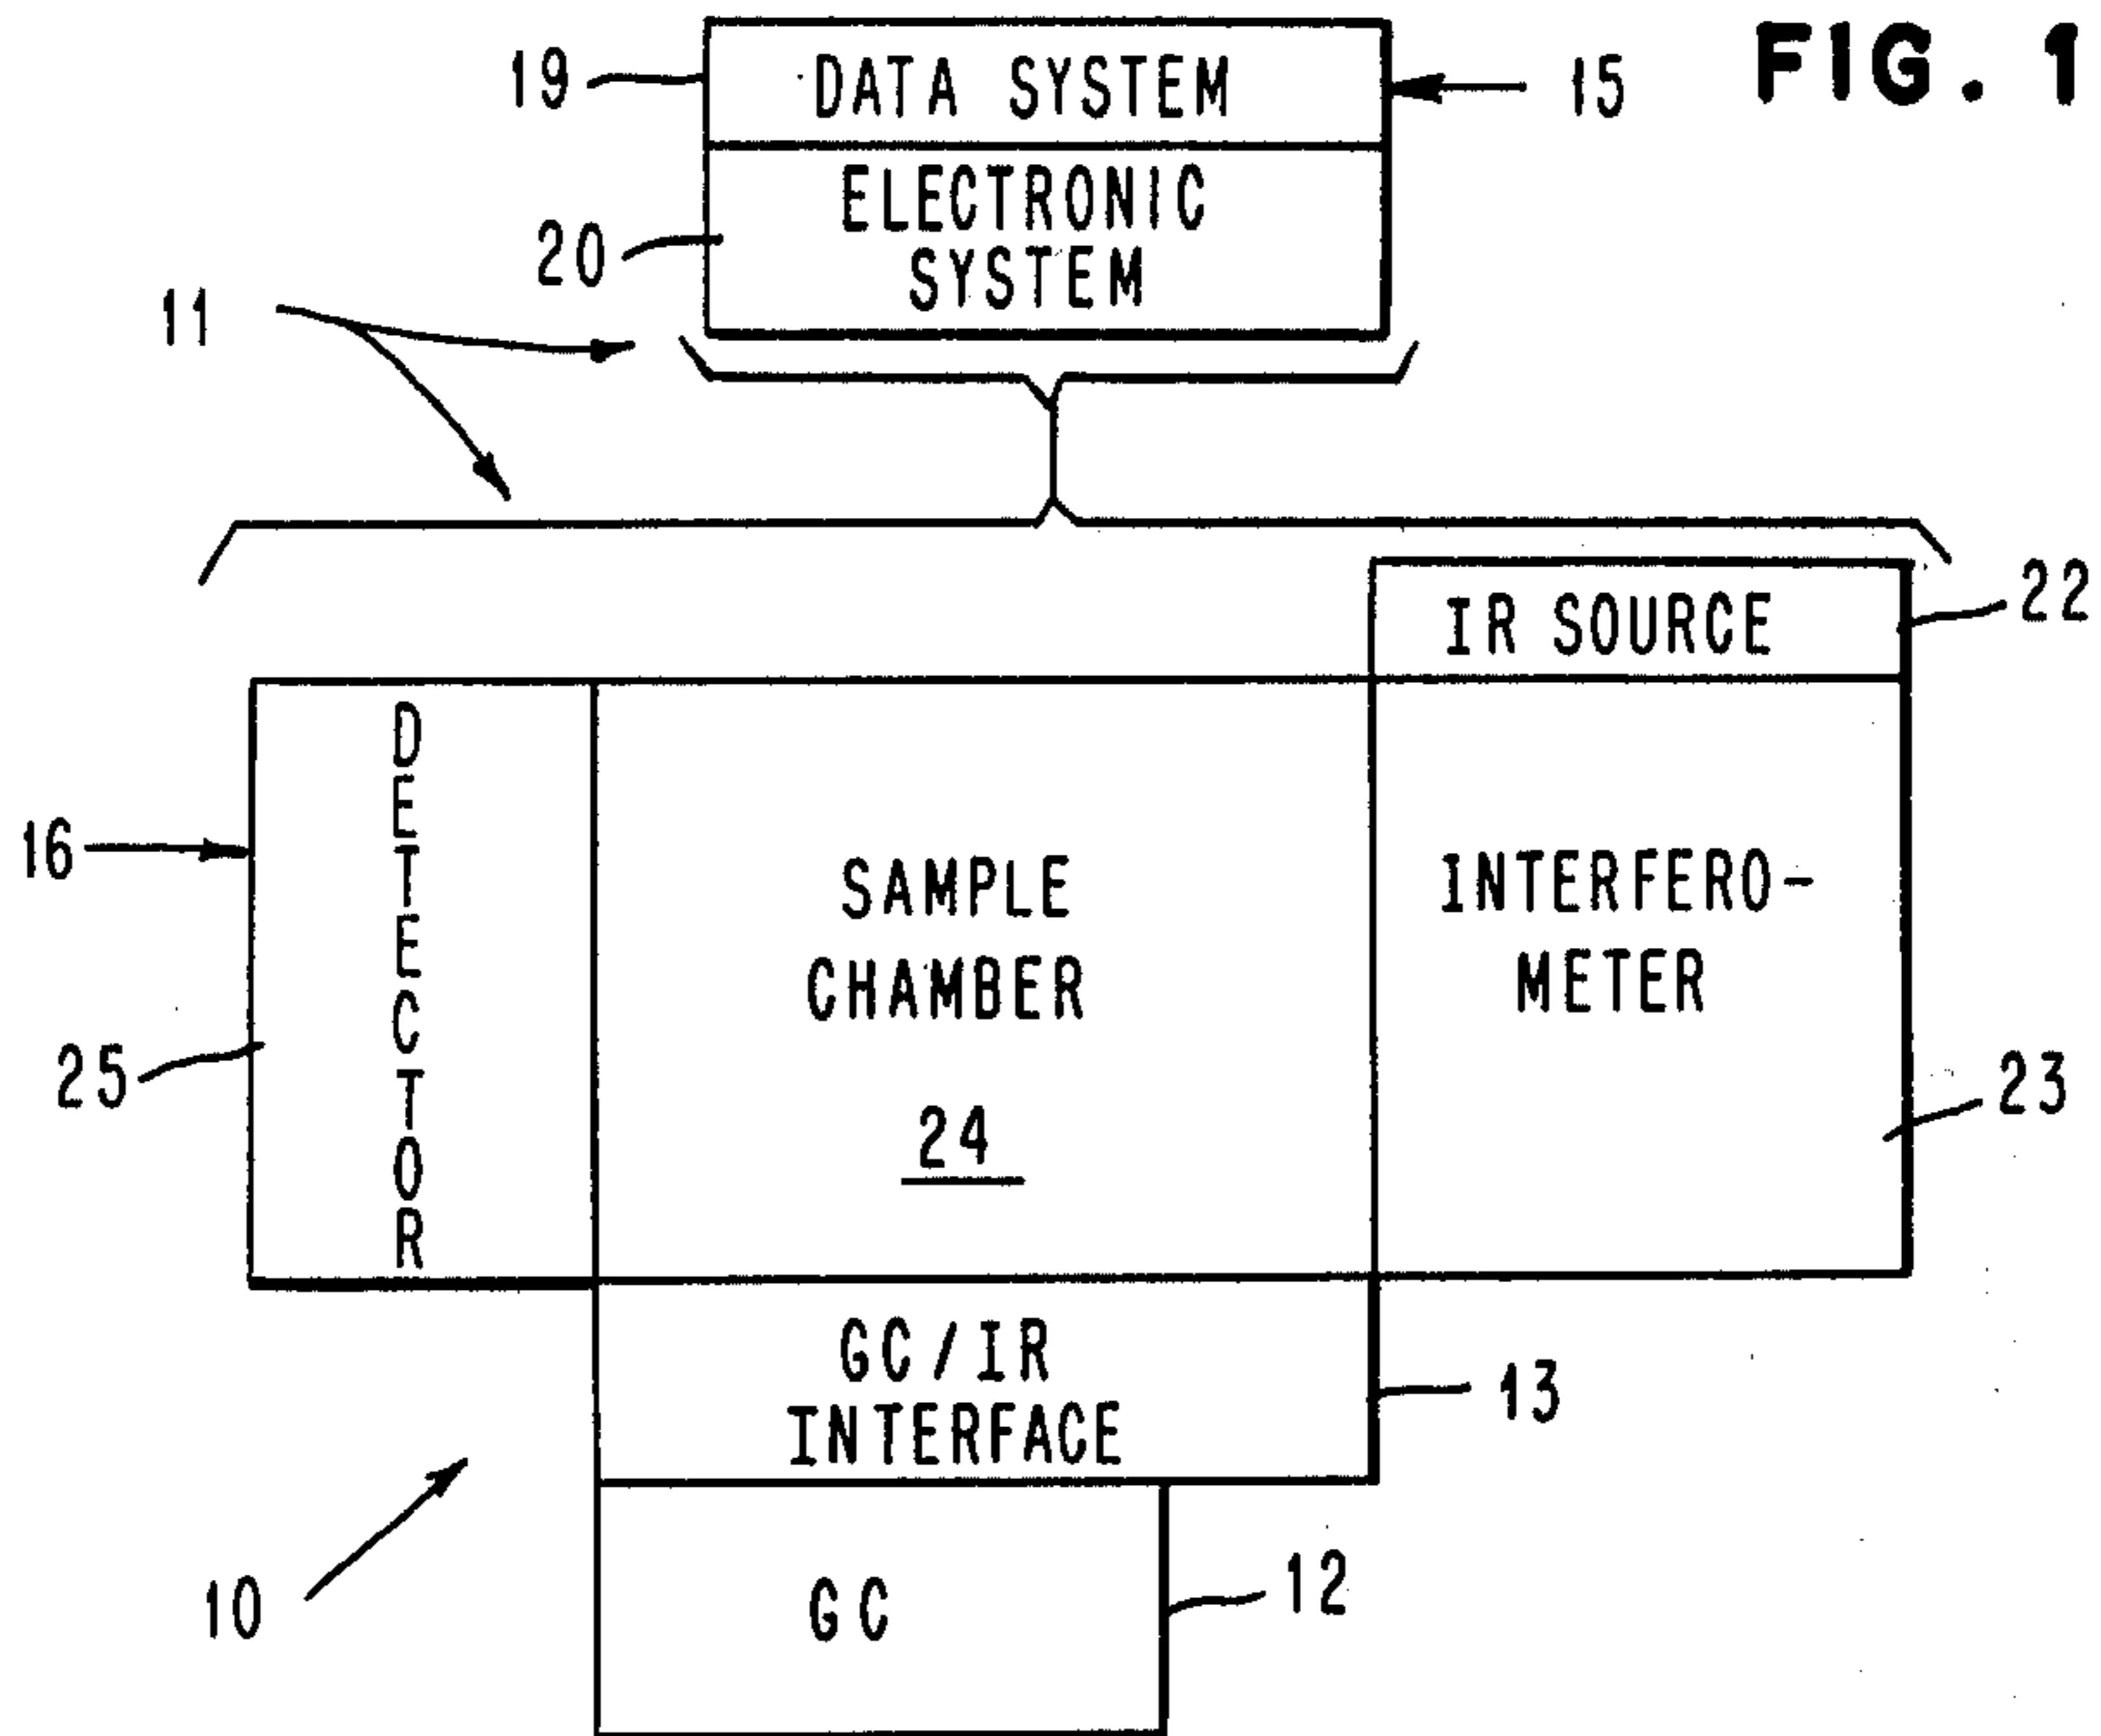 FIG. 1
19
DATA SYSTEM
15
20
ELECTRONIC
SYSTEM
11
IR SOURCE
22
16
DETECTOR
SAMPLE
CHAMBER
24
INTERFERO-
METER
25
23
GC/IR
INTERFACE
13
10
GC
12